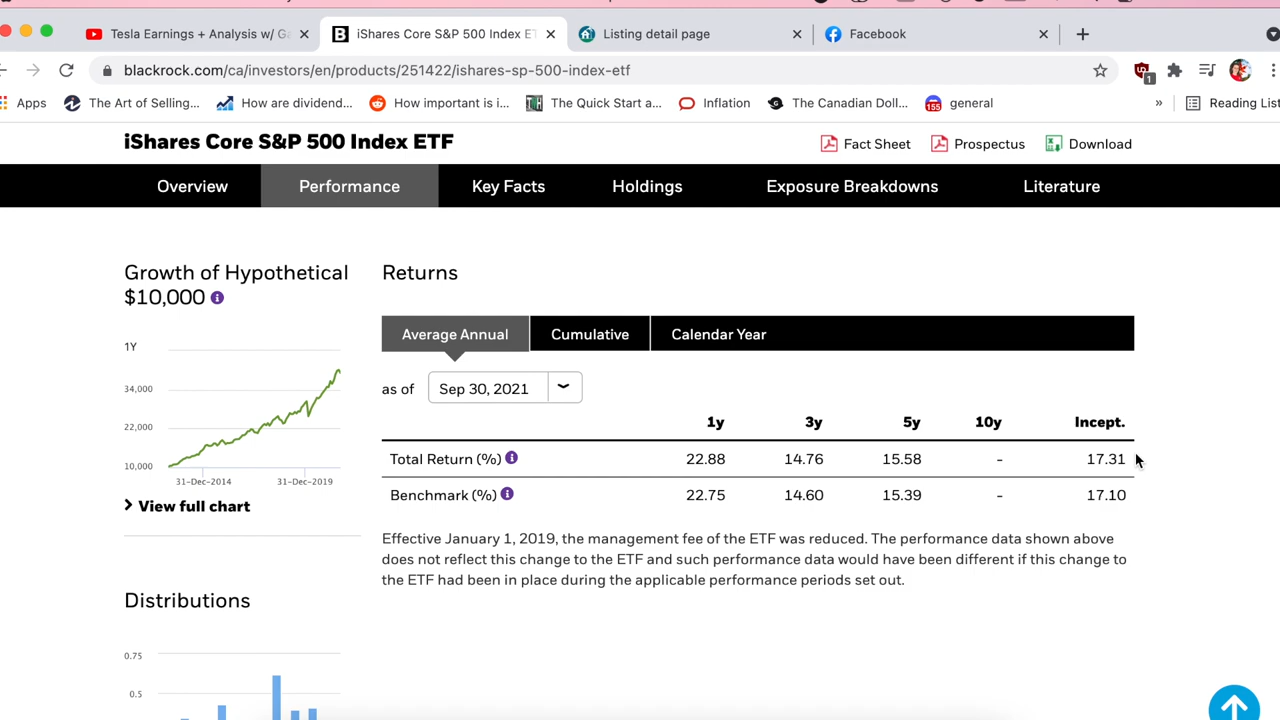 Tesla Earnings + Analysis w/ Ga
iShares Core S&P 500 Index ET
Listing detail page
Facebook
blackrock.com/ca/investors/en/products/251422/ishares-sp-500-index-etf
1
Apps
The Art of Selling...
How are dividend...
How important is i...
The Quick Start a...
Inflation
The Canadian Doll...
155
general
»
Reading List
iShares Core S&P 500 Index ETF
Fact Sheet
Prospectus
Download
Overview
Performance
Key Facts
Holdings
Exposure Breakdowns
Literature
Growth of Hypothetical
$10,000
1Y
34,000
22,000
10,000
31-Dec-2014 31-Dec-2019
View full chart
Distributions
0.75
0.5
Returns
Average Annual Cumulative Calendar Year
as of Sep 30, 2021
1y 3y 5y 10y Incept.
Total Return (%) 22.88 14.76 15.58 - 17.31
Benchmark (%) 22.75 14.60 15.39 - 17.10
Effective January 1, 2019, the management fee of the ETF was reduced. The performance data shown above
does not reflect this change to the ETF and such performance data would have been different if this change to
the ETF had been in place during the applicable performance periods set out.